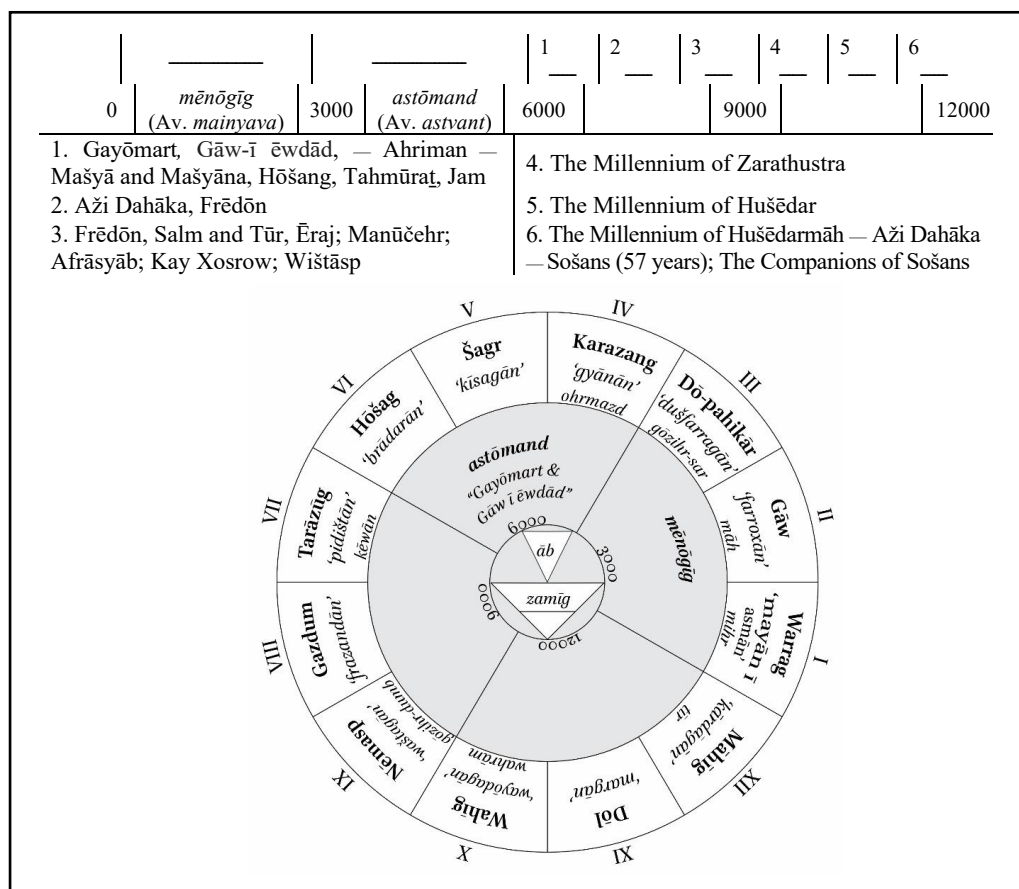 1 2 3 4 5 6
0 mēnōgīg (Av. mainyava) 3000 astōmand (Av. astvant) 6000 9000 12000
1. Gayōmart, Gāw-ī ēwdād, — Ahriman —
Mašyā and Mašyāna, Hōšang, Tahmūraṯ, Jam
2. Aži Dahāka, Frēdōn
3. Frēdōn, Salm and Tūr, Ēraj; Manūčehr;
Afrāsyāb; Kay Xosrow; Wištāsp
4. The Millennium of Zarathustra
5. The Millennium of Hušēdar
6. The Millennium of Hušēdarmāh — Aži Dahāka
— Sošans (57 years); The Companions of Sošans
V
Šagr
‘kīsagān’
IV
Karazang
‘gyānān’
ohrmazd
III
Dō-pahikār
‘dušfarragān’
gōzihr-sar
II
Gāw
‘farroxān’
māh
I
Warrag
‘mayān ī
asmān’
mihr
XII
Māhīg
‘kārdāgān’
tīr
XI
Dōl
‘margān’
X
Wahīg
‘wayōdagān’
wahrām
IX
Nēmasp
‘waštagān’
gōzihr-dumb
VIII
Gazdum
‘frazandān’
VII
Tarāzūg
‘pidištān’
kēwān
VI
Hōšag
‘brādarān’
astōmand
“Gayōmart &
Gāw ī ēwdād”
mēnōgīg
6000
3000
9000
12000
āb
zamīg